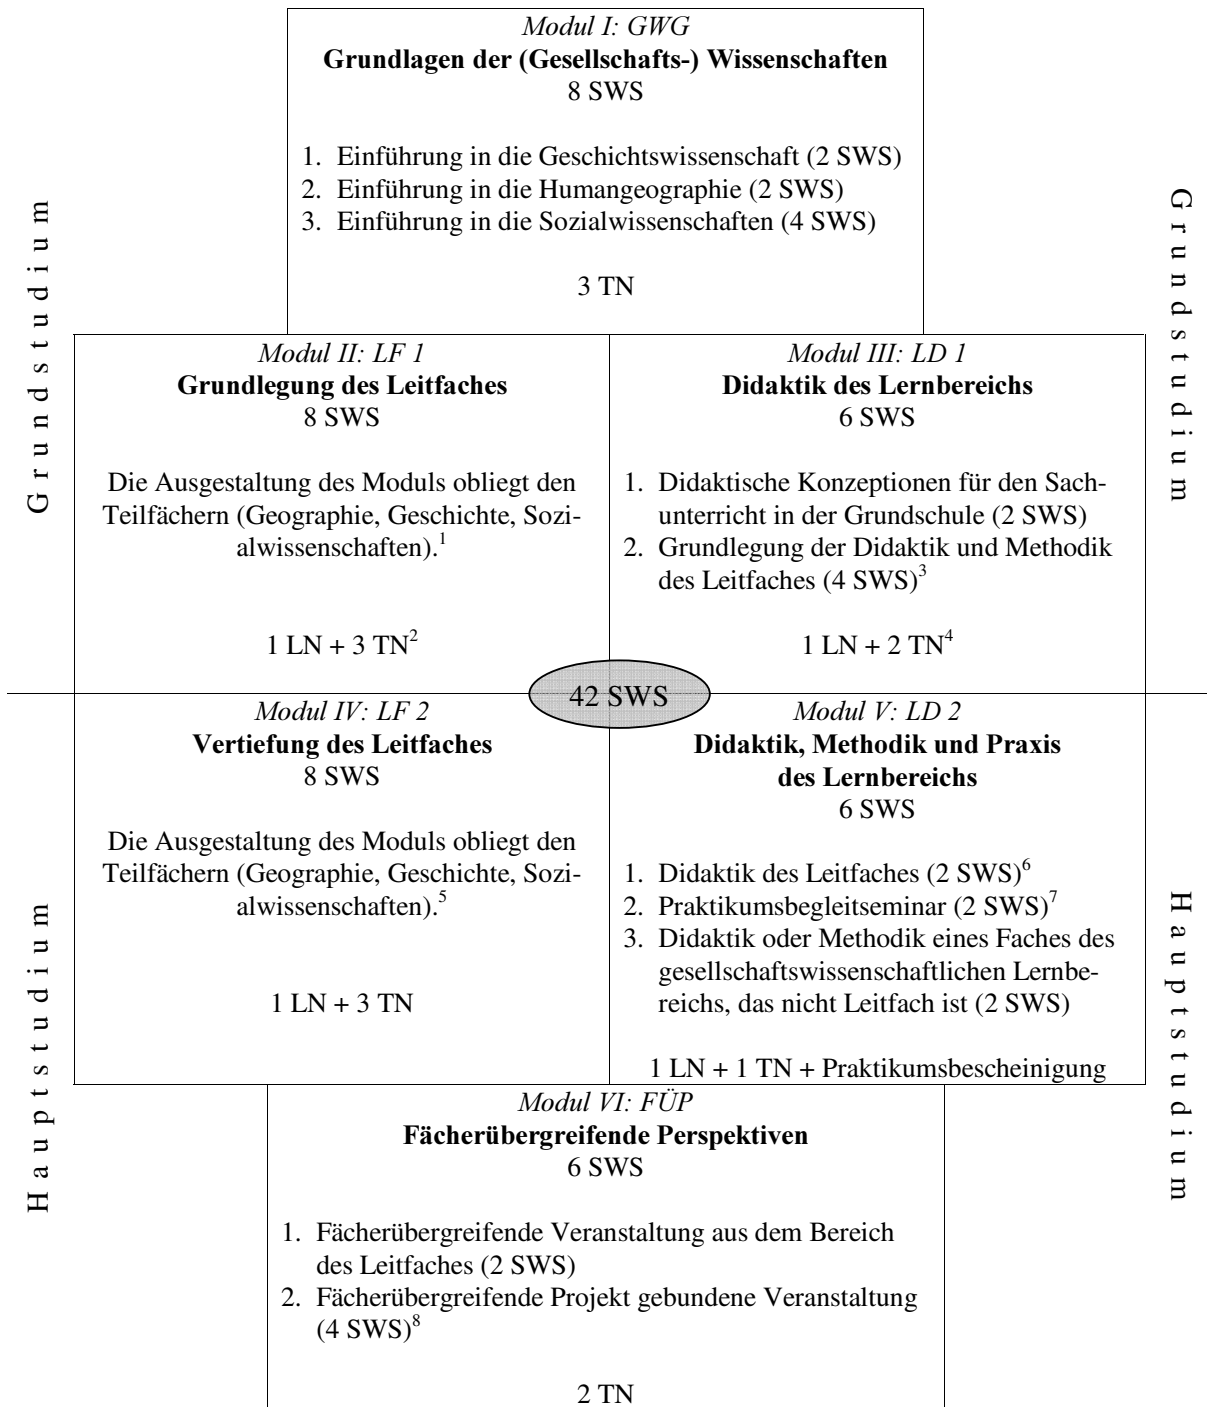 Modul I: GWG
Grundlagen der (Gesellschafts-) Wissenschaften
8 SWS
1. Einführung in die Geschichtswissenschaft (2 SWS)
2. Einführung in die Humangeographie (2 SWS)
3. Einführung in die Sozialwissenschaften (4 SWS)
3 TN
Grundstudium
Grundstudium
Modul II: LF 1
Grundlegung des Leitfaches
8 SWS
Die Ausgestaltung des Moduls obliegt den
Teilfächern (Geographie, Geschichte, Sozi-
alwissenschaften).1
1 LN + 3 TN2
Modul III: LD 1
Didaktik des Lernbereichs
6 SWS
1. Didaktische Konzeptionen für den Sach-
unterricht in der Grundschule (2 SWS)
2. Grundlegung der Didaktik und Methodik
des Leitfaches (4 SWS)3
1 LN + 2 TN4
42 SWS
Modul IV: LF 2
Vertiefung des Leitfaches
8 SWS
Die Ausgestaltung des Moduls obliegt den
Teilfächern (Geographie, Geschichte, Sozi-
alwissenschaften).5
1 LN + 3 TN
Modul V: LD 2
Didaktik, Methodik und Praxis
des Lernbereichs
6 SWS
1. Didaktik des Leitfaches (2 SWS)6
2. Praktikumsbegleitseminar (2 SWS)7
3. Didaktik oder Methodik eines Faches des
gesellschaftswissenschaftlichen Lernbe-
reichs, das nicht Leitfach ist (2 SWS)
1 LN + 1 TN + Praktikumsbescheinigung
Hauptstudium
Hauptstudium
Modul VI: FÜP
Fächerübergreifende Perspektiven
6 SWS
1. Fächerübergreifende Veranstaltung aus dem Bereich
des Leitfaches (2 SWS)
2. Fächerübergreifende Projekt gebundene Veranstaltung
(4 SWS)8
2 TN